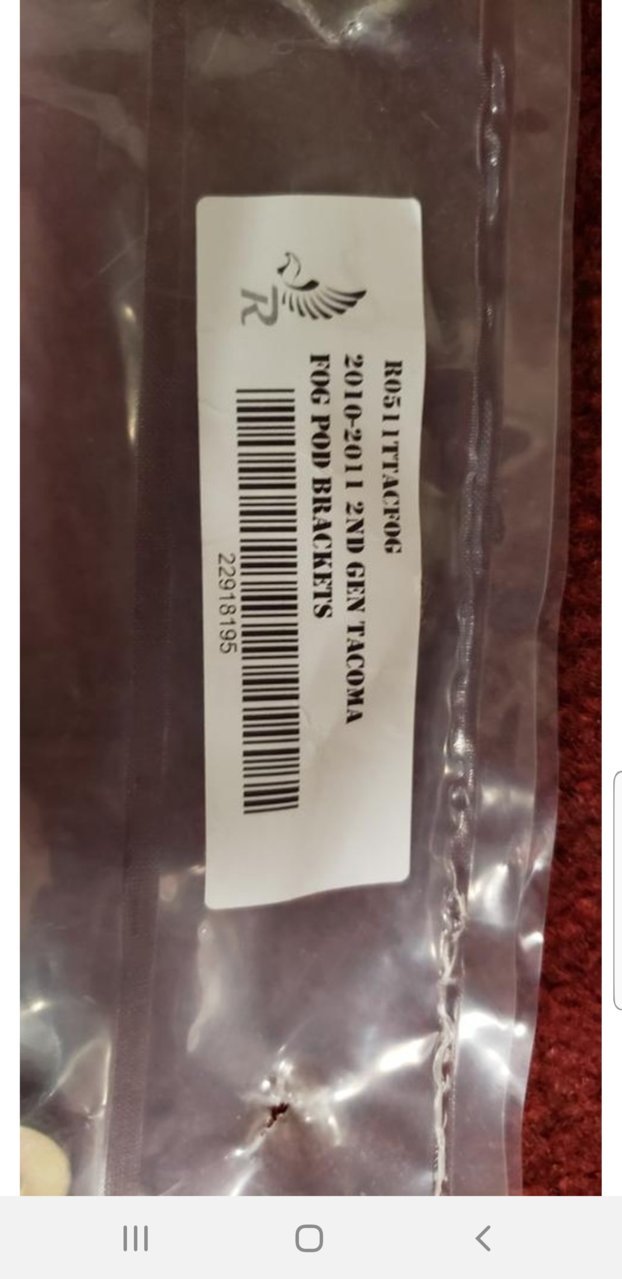 R0511TTACFOG
2010-2011 2ND GEN TACOMA
FOG POD BRACKETS
22918195
R